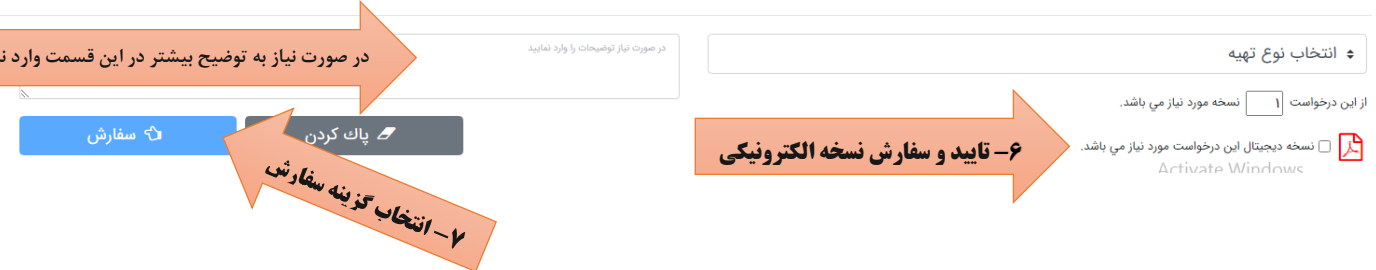 انتخاب نوع تهیه
در صورت نیاز توضیحات را وارد نمایید
در صورت نیاز به توضیح بیشتر در این قسمت وارد
از این درخواست ۱ نسخه مورد نیاز می باشد.
نسخه دیجیتال این درخواست مورد نیاز می باشد.
Activate Windows
۶- تایید و سفارش نسخه الکترونیکی
پاک کردن
سفارش
۷- انتخاب گزینه سفارش